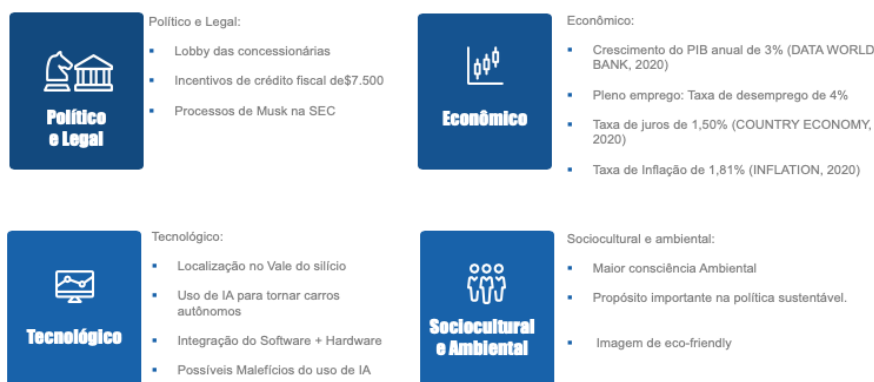 Político e Legal:
Lobby das concessionárias
Incentivos de crédito fiscal de$7.500
Processos de Musk na SEC
Político
e Legal
Econômico:
Crescimento do PIB anual de 3% (DATA WORLD
BANK, 2020)
Pleno emprego: Taxa de desemprego de 4%
Taxa de juros de 1,50% (COUNTRY ECONOMY,
2020)
Taxa de Inflação de 1,81% (INFLATION, 2020)
Econômico
Tecnológico:
Localização no Vale do silício
Uso de IA para tornar carros
autônomos
Integração do Software + Hardware
Possíveis Malefícios do uso de IA
Tecnológico
Sociocultural e ambiental:
Maior consciência Ambiental
Propósito importante na política sustentável.
Imagem de eco-friendly
Sociocultural
e Ambiental